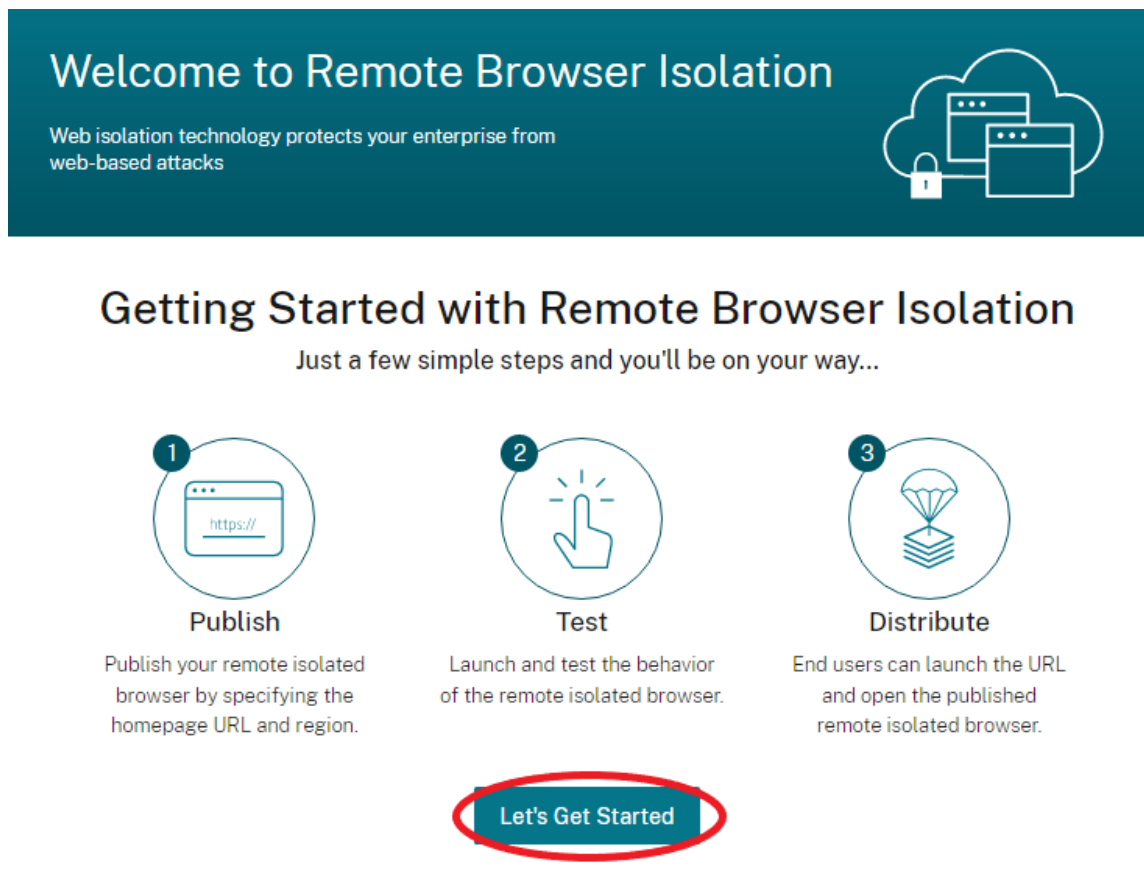 Welcome to Remote Browser Isolation
Web isolation technology protects your enterprise from
web-based attacks
Getting Started with Remote Browser Isolation
Just a few simple steps and you'll be on your way...
1
https://
Publish
Publish your remote isolated
browser by specifying the
homepage URL and region.
2
Test
Launch and test the behavior
of the remote isolated browser.
3
Distribute
End users can launch the URL
and open the published
remote isolated browser.
Let's Get Started